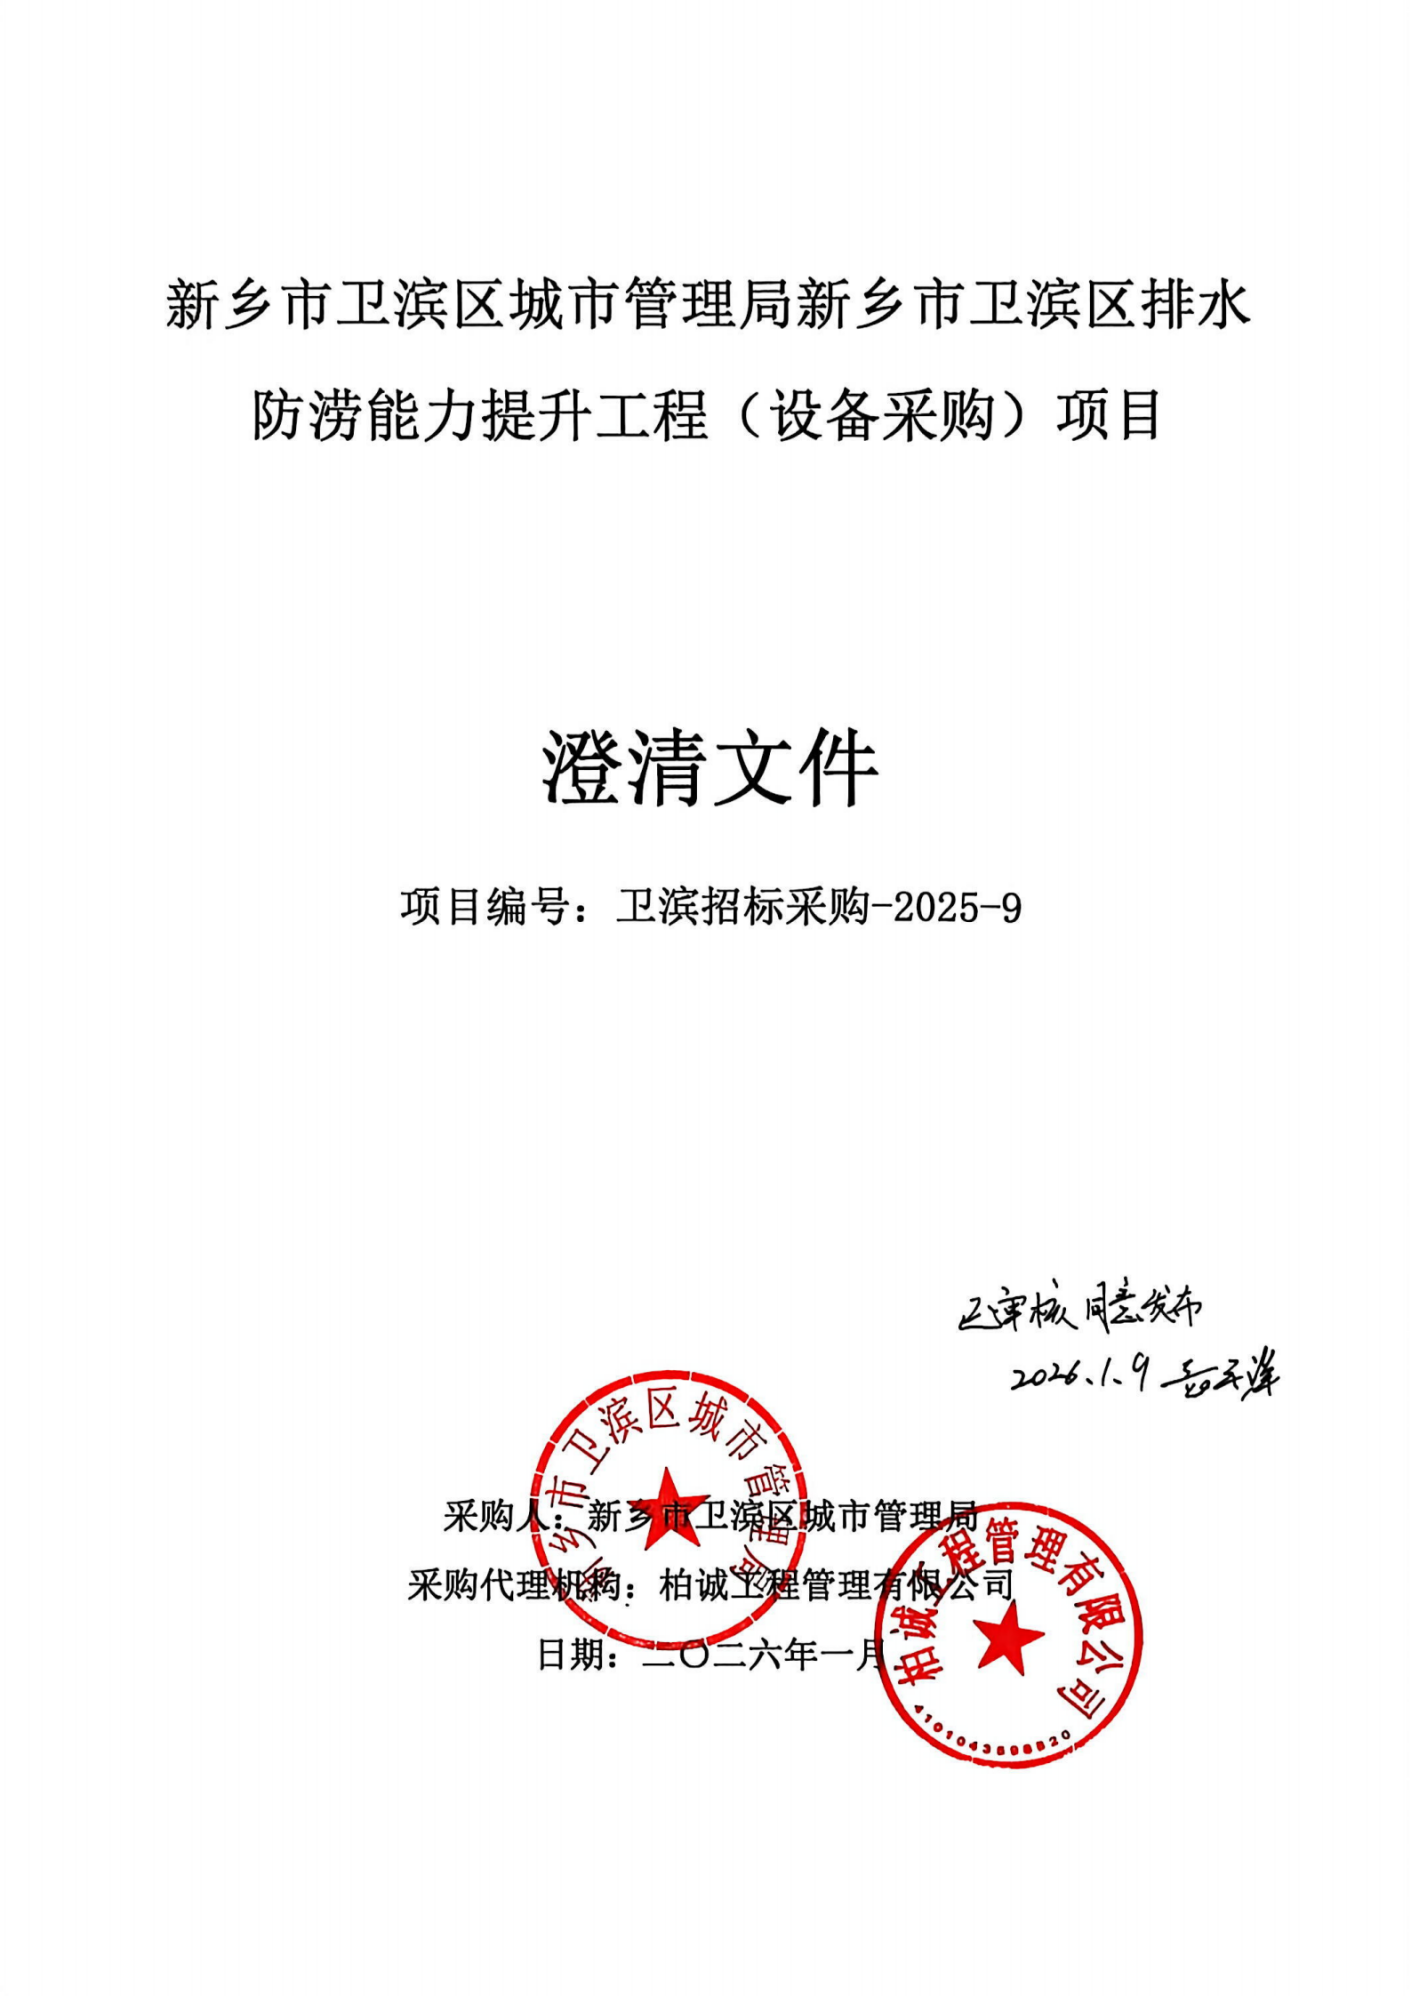 新乡市卫滨区城市管理局新乡市卫滨区排水
防涝能力提升工程（设备采购）项目
澄清文件
项目编号：卫滨招标采购-2025-9
已审核同意发布
2026.1.9
新乡市卫滨区城市管理局
采购人：新乡市卫滨区城市管理局
采购代理机构：柏诚工程管理有限公司
日期：二〇二六年一月
柏诚工程管理有限公司